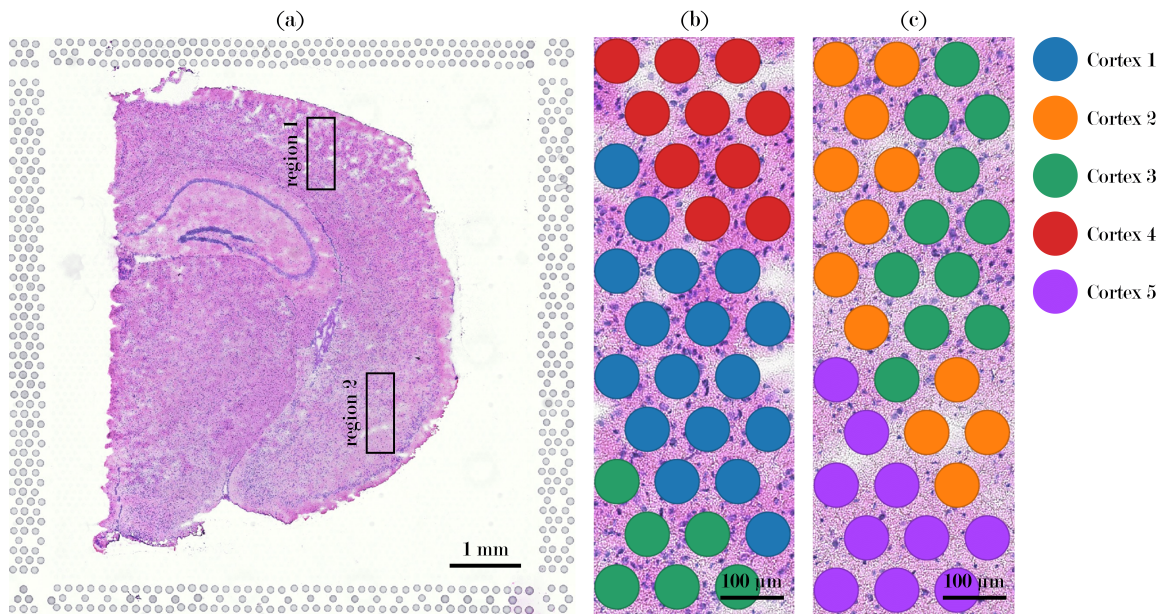 (a)
(b)
(c)
region 1
region 2
1 mm
100 μm
100 μm
Cortex 1
Cortex 2
Cortex 3
Cortex 4
Cortex 5